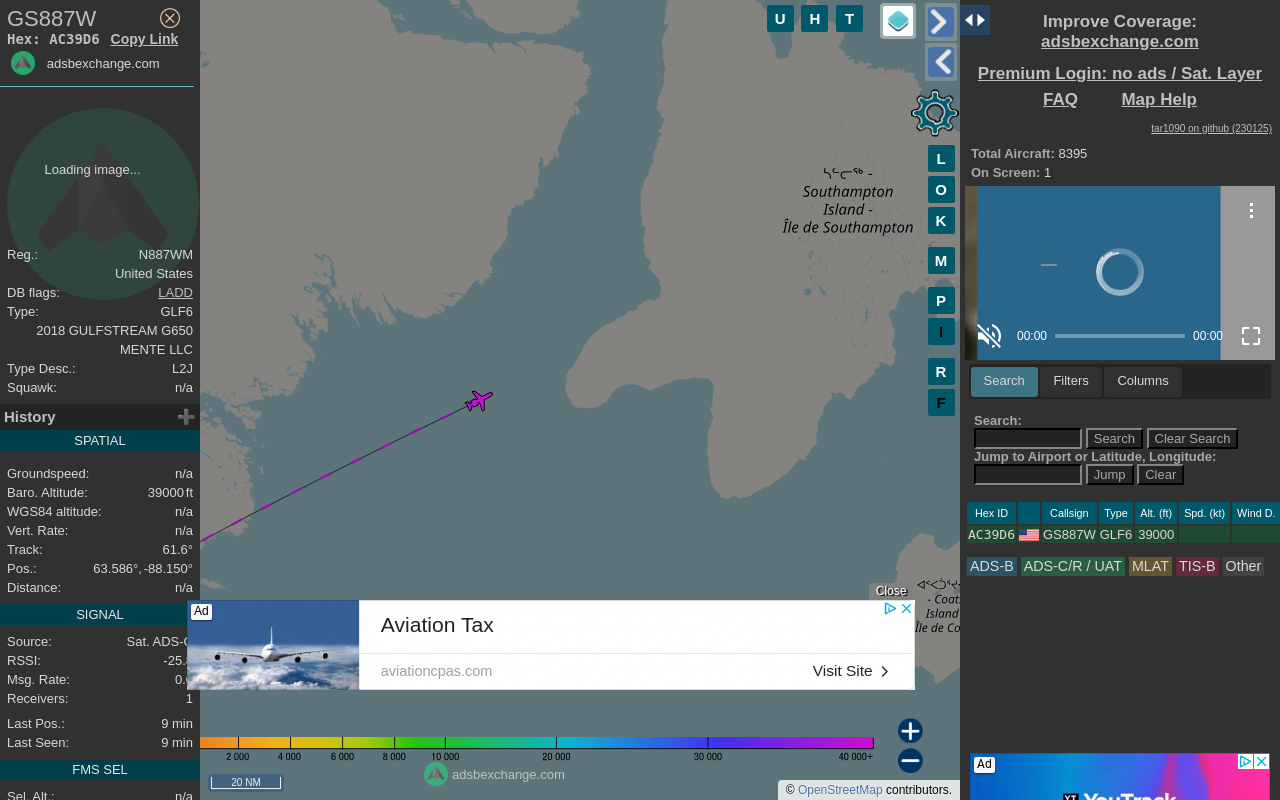 GS887W
Hex: AC39D6 Copy Link
adsbexchange.com
Loading image...
Reg.: N887WM
United States
DB flags: LADD
Type: GLF6
2018 GULFSTREAM G650
MENTE LLC
Type Desc.: L2J
Squawk: n/a
History
SPATIAL
Groundspeed: n/a
Baro. Altitude: 39000 ft
WGS84 altitude: n/a
Vert. Rate: n/a
Track: 61.6°
Pos.: 63.586°, -88.150°
Distance: n/a
SIGNAL
Source: Sat. ADS-
RSSI: -25.
Msg. Rate: 0.
Receivers: 1
Last Pos.: 9 min
Last Seen: 9 min
FMS SEL
Sel. Alt.: n/a
U H T
L
O
K
M
P
I
R
F
ᓴᓪᓕᖅ -
Southampton
Island -
Île de Southampton
- Coat
Island
Île de Co
Close
Ad
Aviation Tax
aviationcpas.com
Visit Site
2 000 4 000 6 000 8 000 10 000 20 000 30 000 40 000+
20 NM
adsbexchange.com
© OpenStreetMap contributors.
Improve Coverage:
adsbexchange.com
Premium Login: no ads / Sat. Layer
FAQ Map Help
tar1090 on github (230125)
Total Aircraft: 8395
On Screen: 1
00:00 00:00
Search Filters Columns
Search:
Search Clear Search
Jump to Airport or Latitude, Longitude:
Jump Clear
Hex ID Callsign Type Alt. (ft) Spd. (kt) Wind D.
AC39D6 GS887W GLF6 39000
ADS-B ADS-C/R / UAT MLAT TIS-B Other
Ad
YT YouTrack